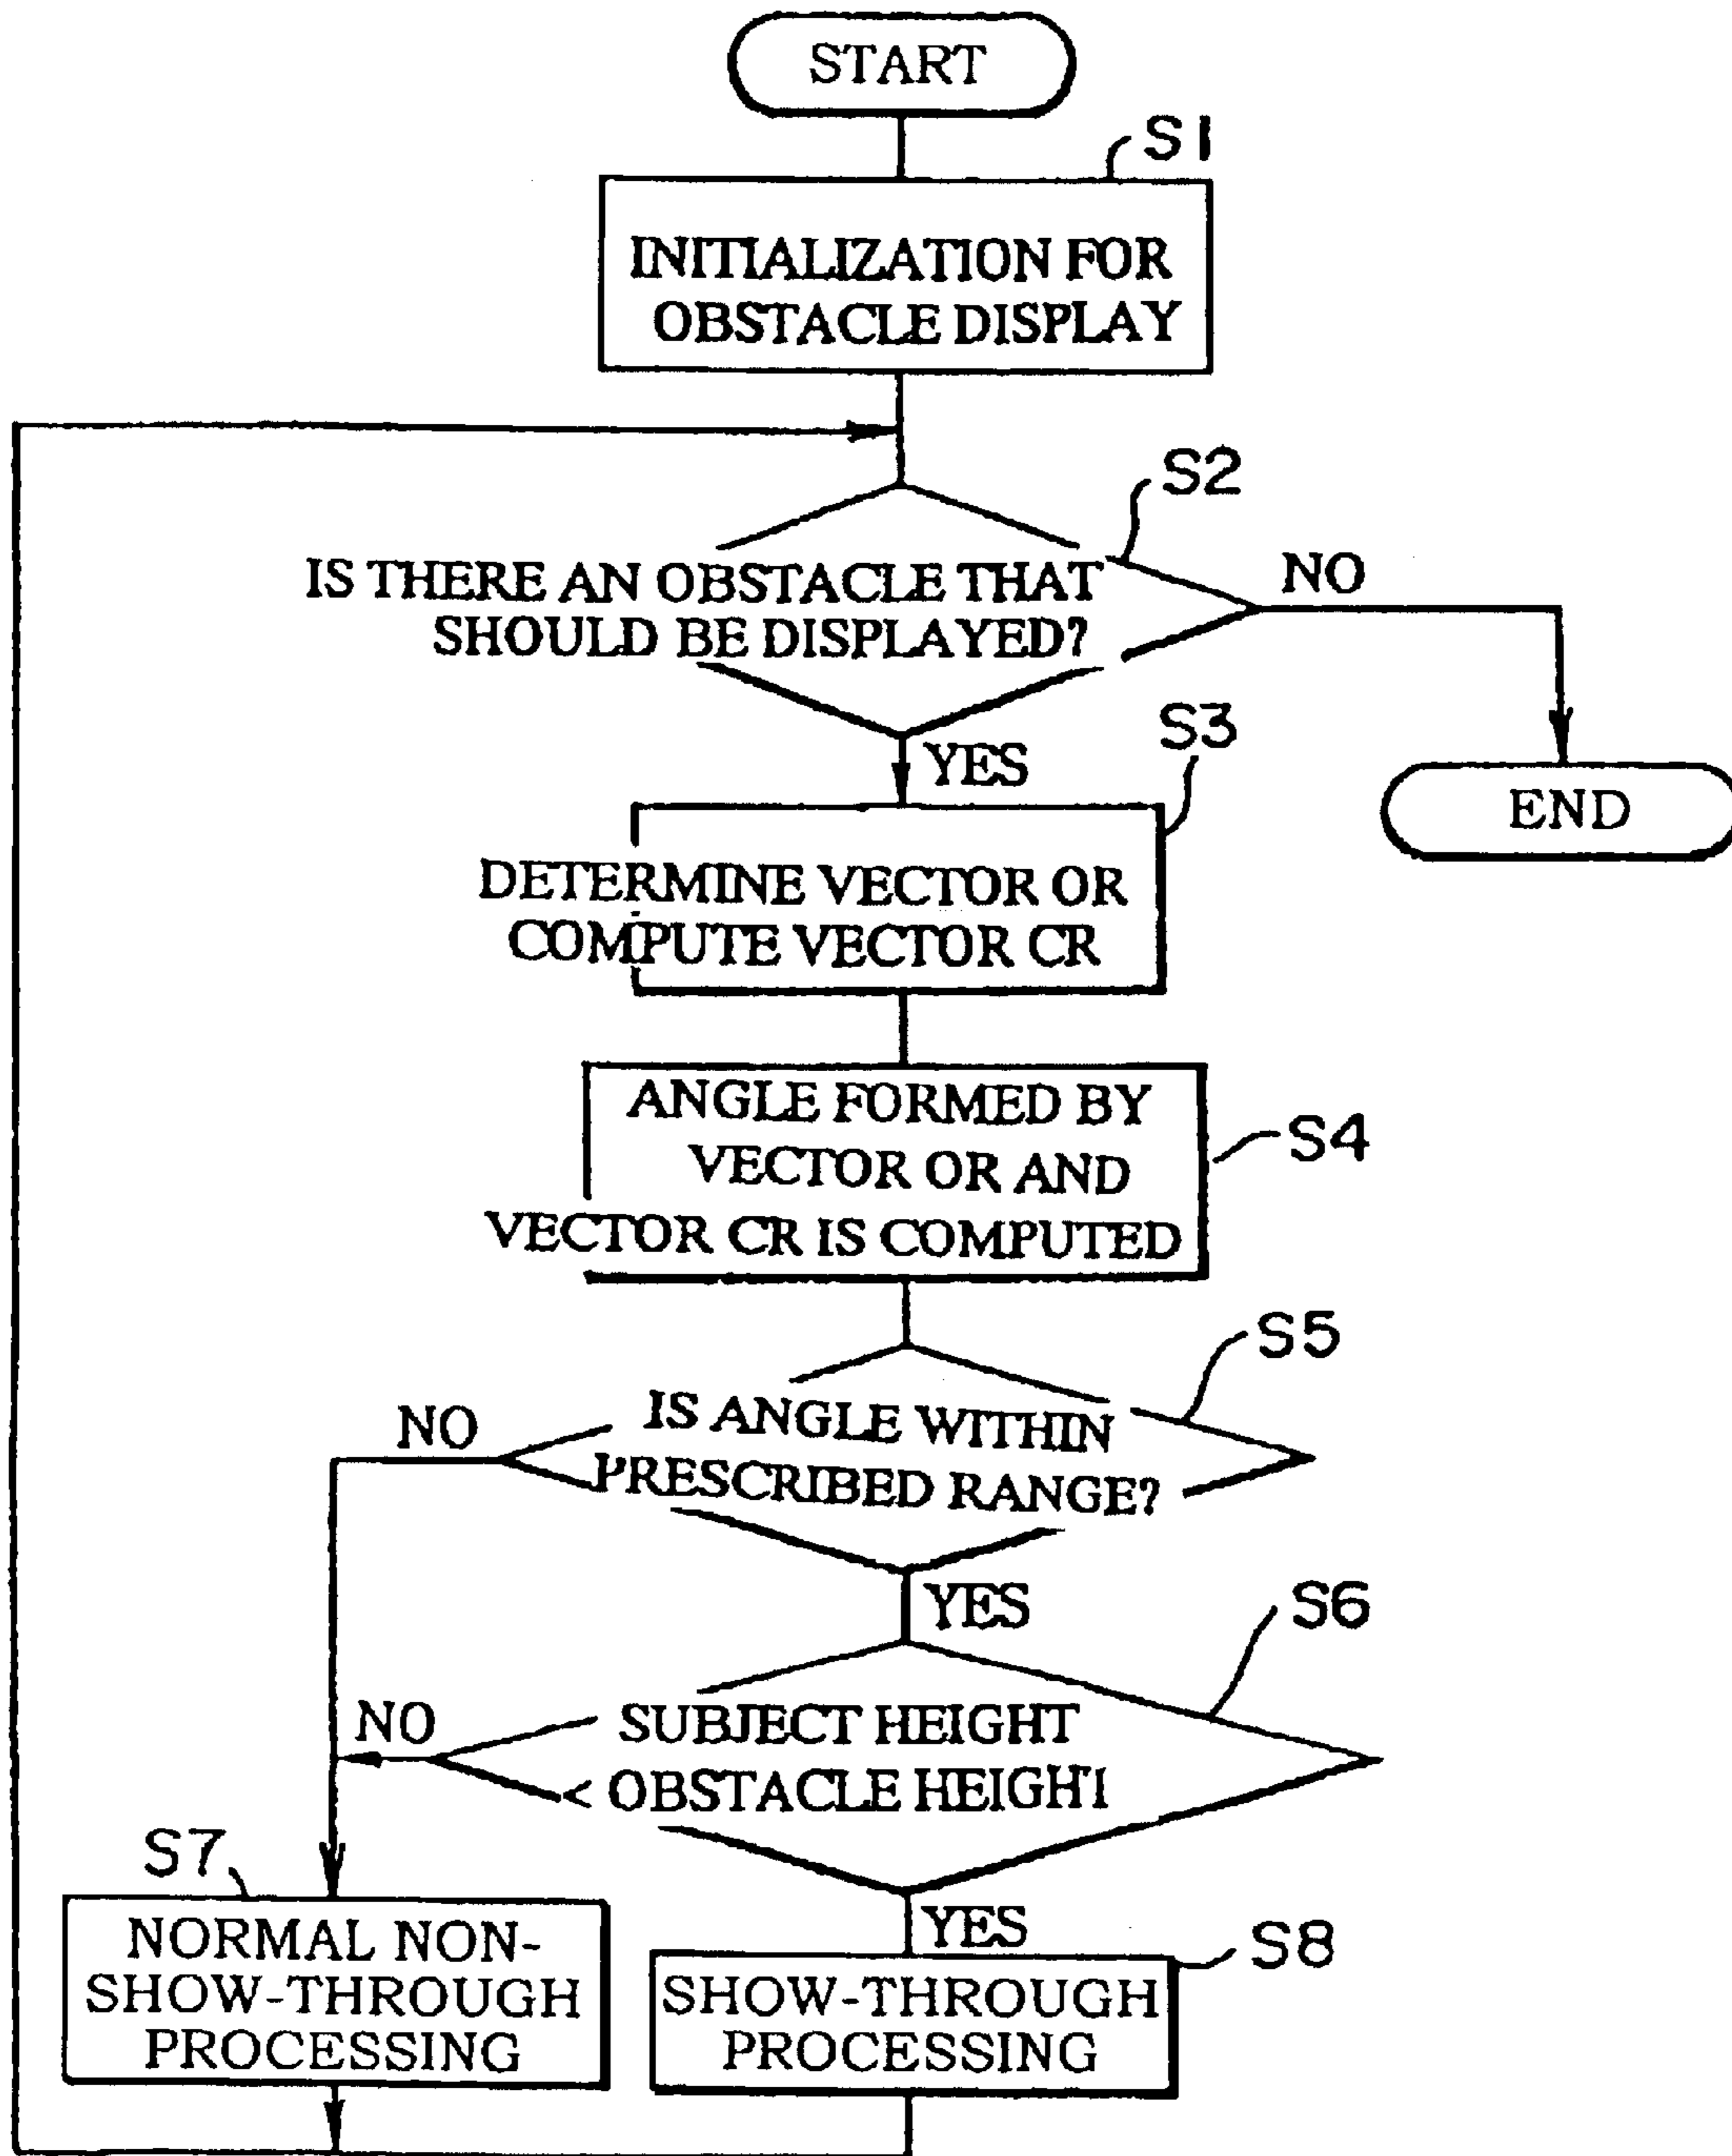 START
S1
INITIALIZATION FOR
OBSTACLE DISPLAY
S2
IS THERE AN OBSTACLE THAT
SHOULD BE DISPLAYED?
NO
YES
S3
END
DETERMINE VECTOR OR
COMPUTE VECTOR CR
ANGLE FORMED BY
VECTOR OR AND
VECTOR CR IS COMPUTED
S4
S5
NO
IS ANGLE WITHIN
PRESCRIBED RANGE?
YES
S6
NO
SUBJECT HEIGHT
< OBSTACLE HEIGHT
S7
YES
S8
NORMAL NON-
SHOW-THROUGH
PROCESSING
SHOW-THROUGH
PROCESSING